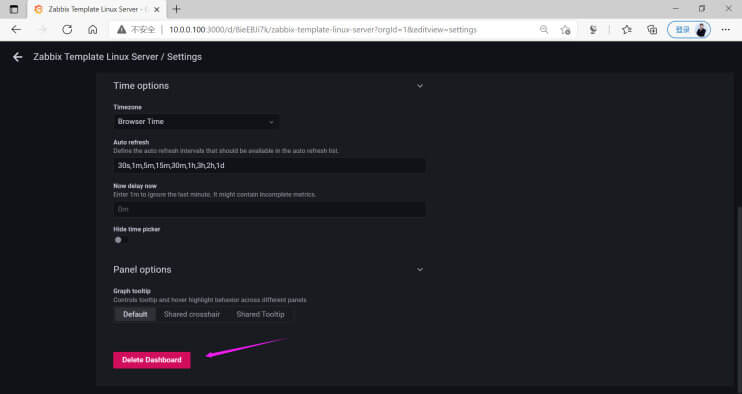 Zabbix Template Linux Server - G
不安全
10.0.0.100:3000/d/8ieEBJi7k/zabbix-template-linux-server?orgId=1&editview=settings
登录
Zabbix Template Linux Server / Settings
Time options
Timezone
Browser Time
Auto refresh
Define the auto refresh intervals that should be available in the auto refresh list.
30s,1m,5m,15m,30m,1h,3h,2h,1d
Now delay now
Enter 1m to ignore the last minute. It might contain incomplete metrics.
0m
Hide time picker
Panel options
Graph tooltip
Controls tooltip and hover highlight behavior across different panels
Default Shared crosshair Shared Tooltip
Delete Dashboard